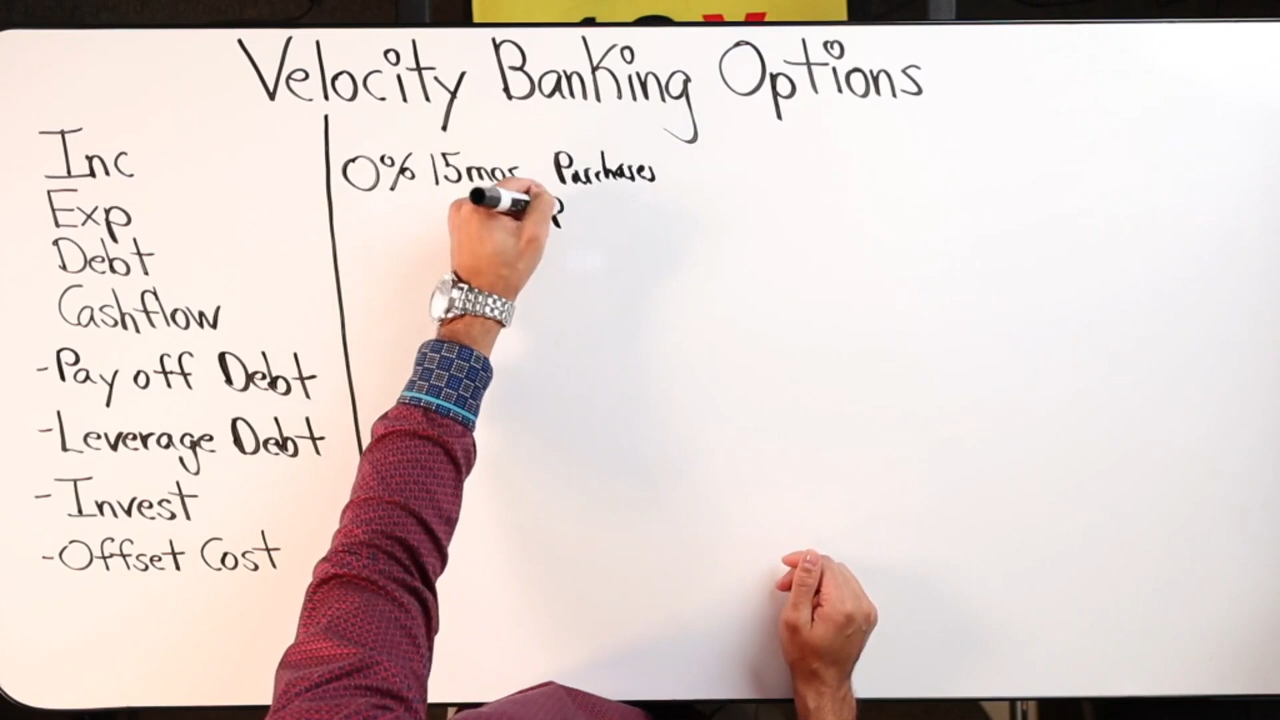 Velocity Banking Options
Inc
Exp
Debt
Cashflow
-Pay off Debt
-Leverage Debt
-Invest
-Offset Cost
0% 15mos Purchases